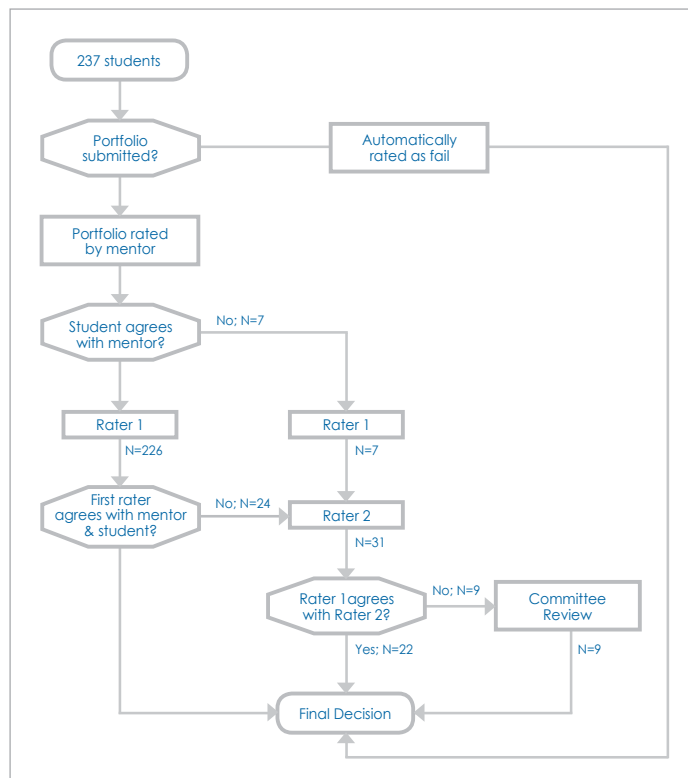 237 students
Portfolio
submitted?
Automatically
rated as fail
Portfolio rated
by mentor
Student agrees
with mentor?
No; N=7
Rater 1
Rater 1
N=226
N=7
First rater
agrees with mentor
& student?
No; N=24
Rater 2
N=31
Rater 1agrees
with Rater 2?
No; N=9
Committee
Review
Yes; N=22
N=9
Final Decision